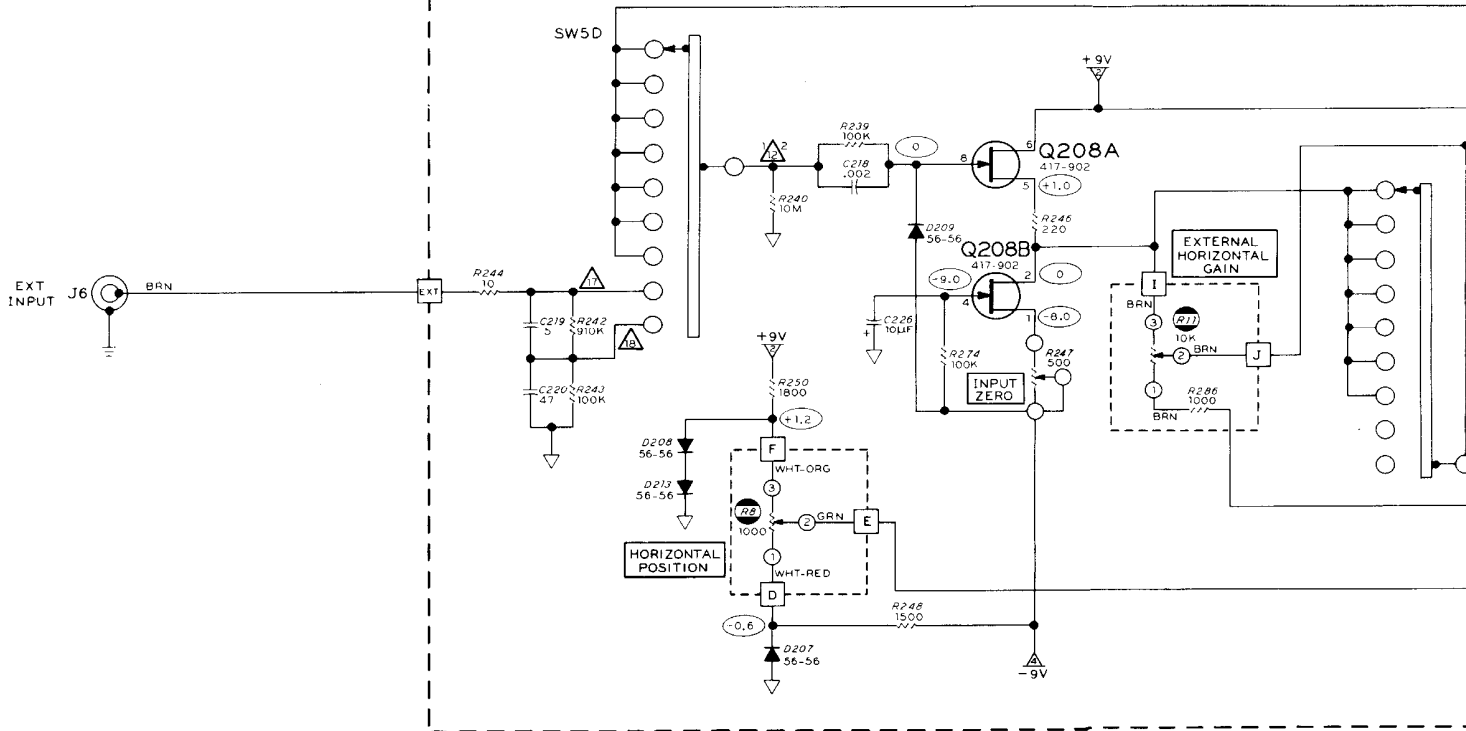 SW5D
+9V
2
R239
100K
C218
.002
0
1 2
12
8
6
Q208A
417-902
5
+1.0
R240
10M
D209
56-56
R246
220
Q208B
417-902
EXTERNAL
HORIZONTAL
GAIN
EXT
INPUT
J6
BRN
EXT
R244
10
17
-9.0
2
0
4
1
-8.0
I
BRN
3
R11
10K
2
BRN
J
C219
5
R242
910K
18
C226
10µF
+
R274
100K
R247
500
INPUT
ZERO
+9V
2
R250
1800
1
BRN
R286
1000
C220
47
R243
100K
+1.2
D208
56-56
F
WHT-ORG
D213
56-56
3
R8
1000
2
GRN
E
HORIZONTAL
POSITION
1
WHT-RED
D
R248
1500
-0.6
D207
56-56
4
-9V